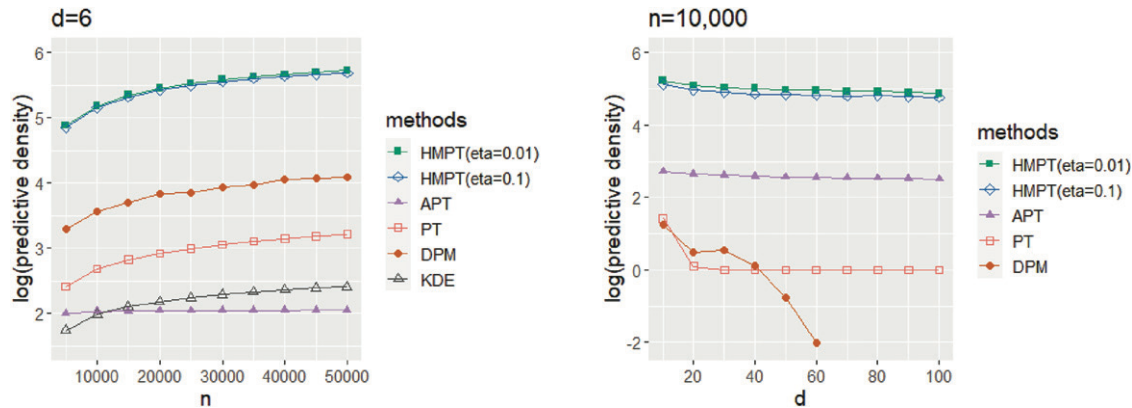 d=6
log(predictive density)
6
5
4
3
2
10000 20000 30000 40000 50000
n
methods
HMPT(eta=0.01)
HMPT(eta=0.1)
APT
PT
DPM
KDE
n=10,000
log(predictive density)
6
4
2
0
-2
20 40 60 80 100
d
methods
HMPT(eta=0.01)
HMPT(eta=0.1)
APT
PT
DPM